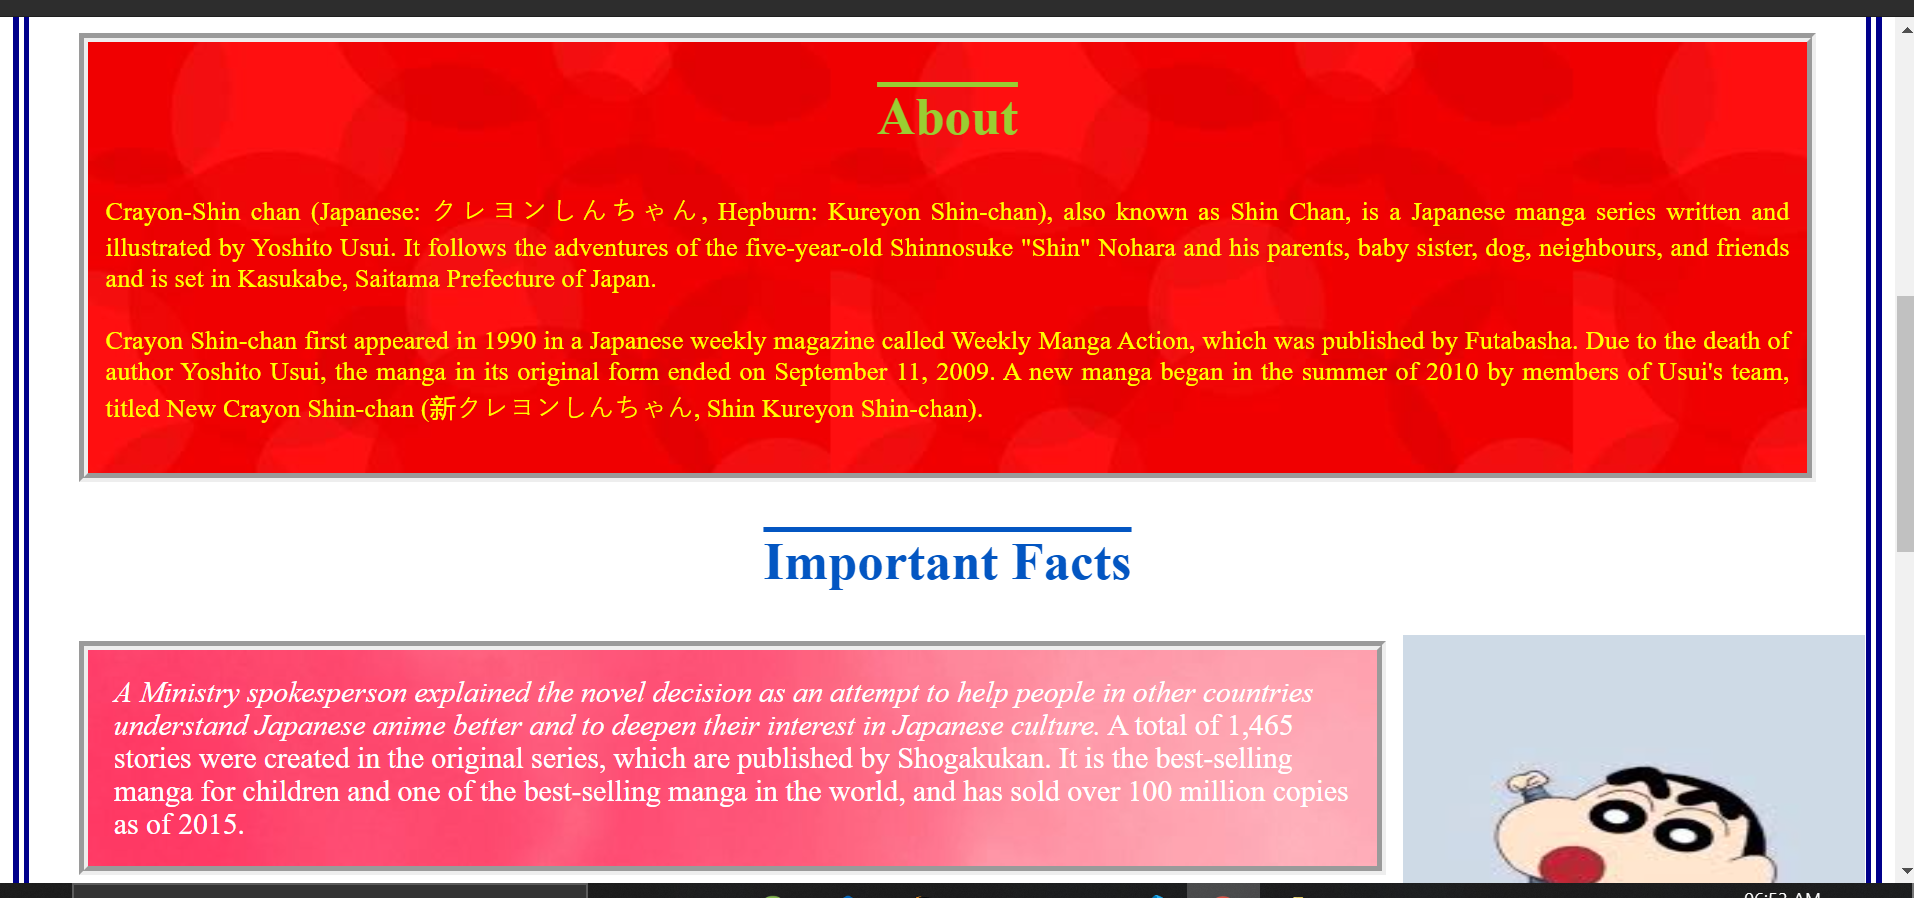 About
Crayon-Shin chan (Japanese: クレヨンしんちゃん, Hepburn: Kureyon Shin-chan), also known as Shin Chan, is a Japanese manga series written and
illustrated by Yoshito Usui. It follows the adventures of the five-year-old Shinnosuke "Shin" Nohara and his parents, baby sister, dog, neighbours, and friends
and is set in Kasukabe, Saitama Prefecture of Japan.
Crayon Shin-chan first appeared in 1990 in a Japanese weekly magazine called Weekly Manga Action, which was published by Futabasha. Due to the death of
author Yoshito Usui, the manga in its original form ended on September 11, 2009. A new manga began in the summer of 2010 by members of Usui's team,
titled New Crayon Shin-chan (新クレヨンしんちゃん, Shin Kureyon Shin-chan).
Important Facts
A Ministry spokesperson explained the novel decision as an attempt to help people in other countries
understand Japanese anime better and to deepen their interest in Japanese culture. A total of 1,465
stories were created in the original series, which are published by Shogakukan. It is the best-selling
manga for children and one of the best-selling manga in the world, and has sold over 100 million copies
as of 2015.